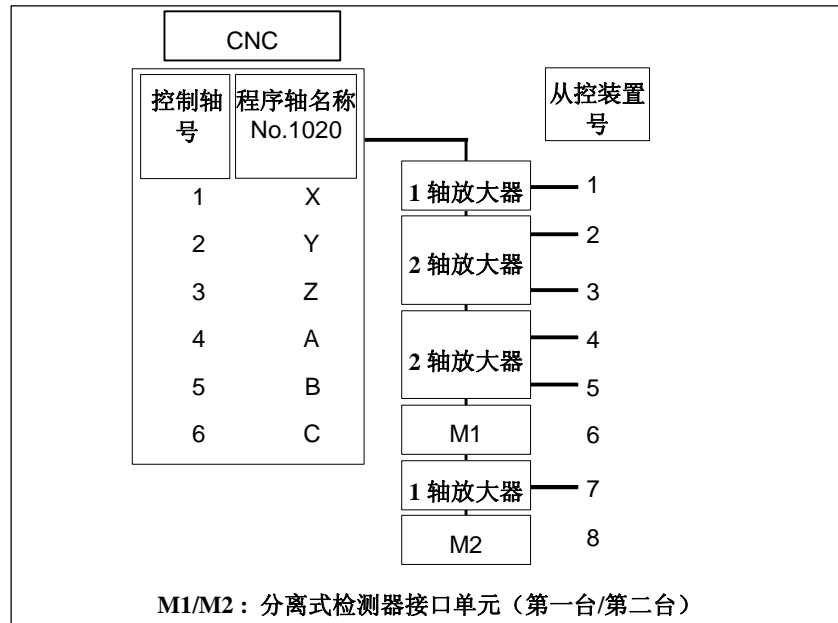 CNC
控制轴号 程序轴名称 No.1020
从控装置号
1 X
2 Y
3 Z
4 A
5 B
6 C
1 轴放大器 1
2 轴放大器 2
3
2 轴放大器 4
5
M1 6
1 轴放大器 7
M2 8
M1/M2 : 分离式检测器接口单元（第一台/第二台）